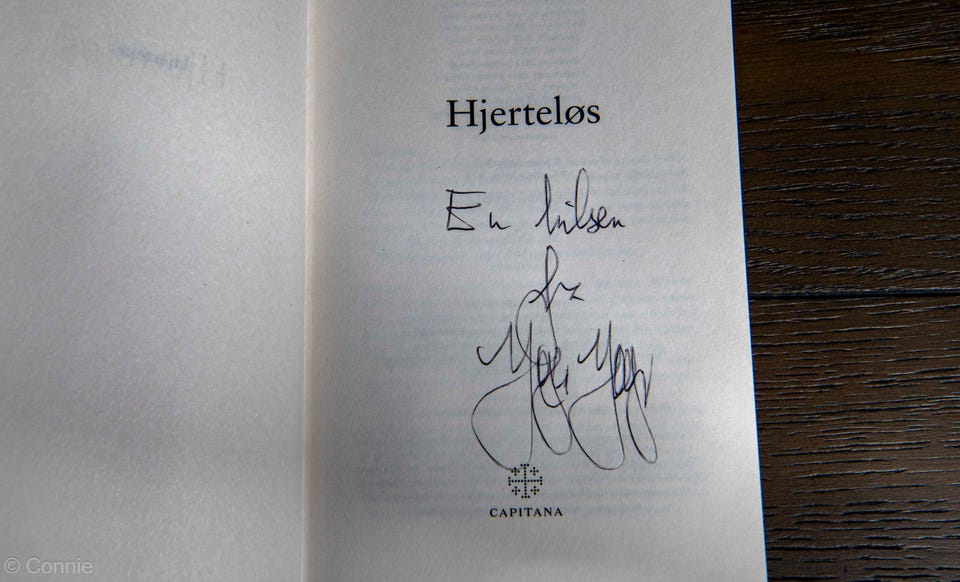 Hjerteløs
En hilsen
fra
CAPITANA
© Connie